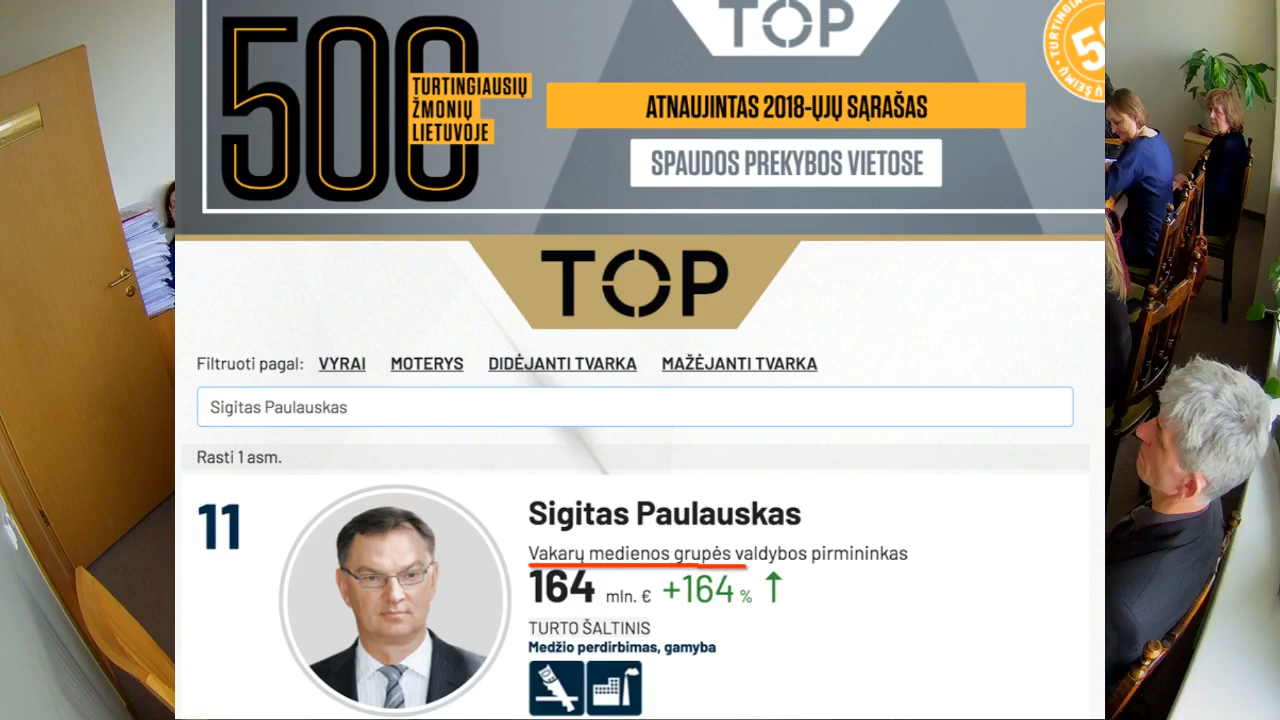 500
TURTINGIAUSIŲ
ŽMONIŲ
LIETUVOJE
TOP
ATNAUJINTAS 2018-ŲJŲ SĄRAŠAS
SPAUDOS PREKYBOS VIETOSE
TOP
Filtruoti pagal: VYRAI MOTERYS DIDĖJANTI TVARKA MAŽĖJANTI TVARKA
Sigitas Paulauskas
Rasti 1 asm.
11
Sigitas Paulauskas
Vakarų medienos grupės valdybos pirmininkas
164 mln. € +164 % ↑
TURTO ŠALTINIS
Medžio perdirbimas, gamyba